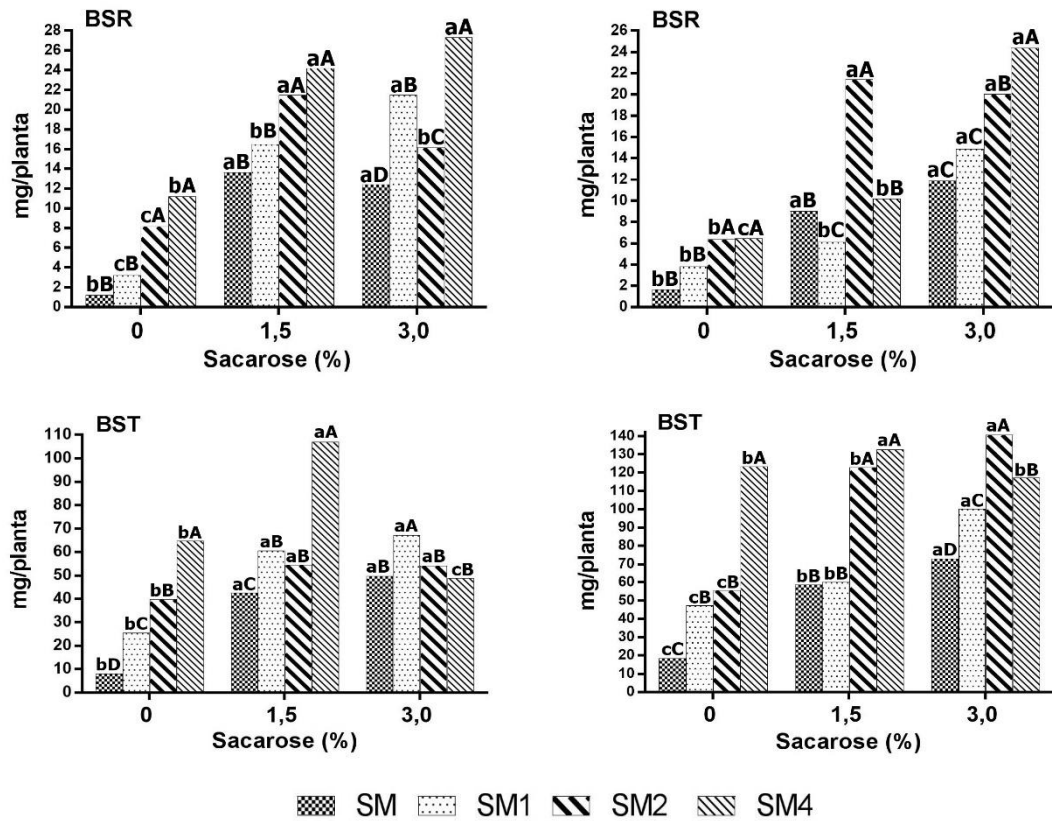 BSR
mg/planta
28
26
24
22
20
18
16
14
12
10
8
6
4
2
0
bB cB cA bA
aB bB aA aA
aD aB bC aA
0 1,5 3,0
Sacarose (%)
BSR
mg/planta
26
24
22
20
18
16
14
12
10
8
6
4
2
0
bB bB bA cA
aB bC aA bB
aC aC aB aA
0 1,5 3,0
Sacarose (%)
BST
mg/planta
110
100
90
80
70
60
50
40
30
20
10
0
bD bC bB bA
aC aB aB aA
aB aA aB cB
0 1,5 3,0
Sacarose (%)
BST
mg/planta
140
130
120
110
100
90
80
70
60
50
40
30
20
10
0
cC cB cB bA
bB bB bA aA
aD aC aA bB
0 1,5 3,0
Sacarose (%)
SM SM1 SM2 SM4